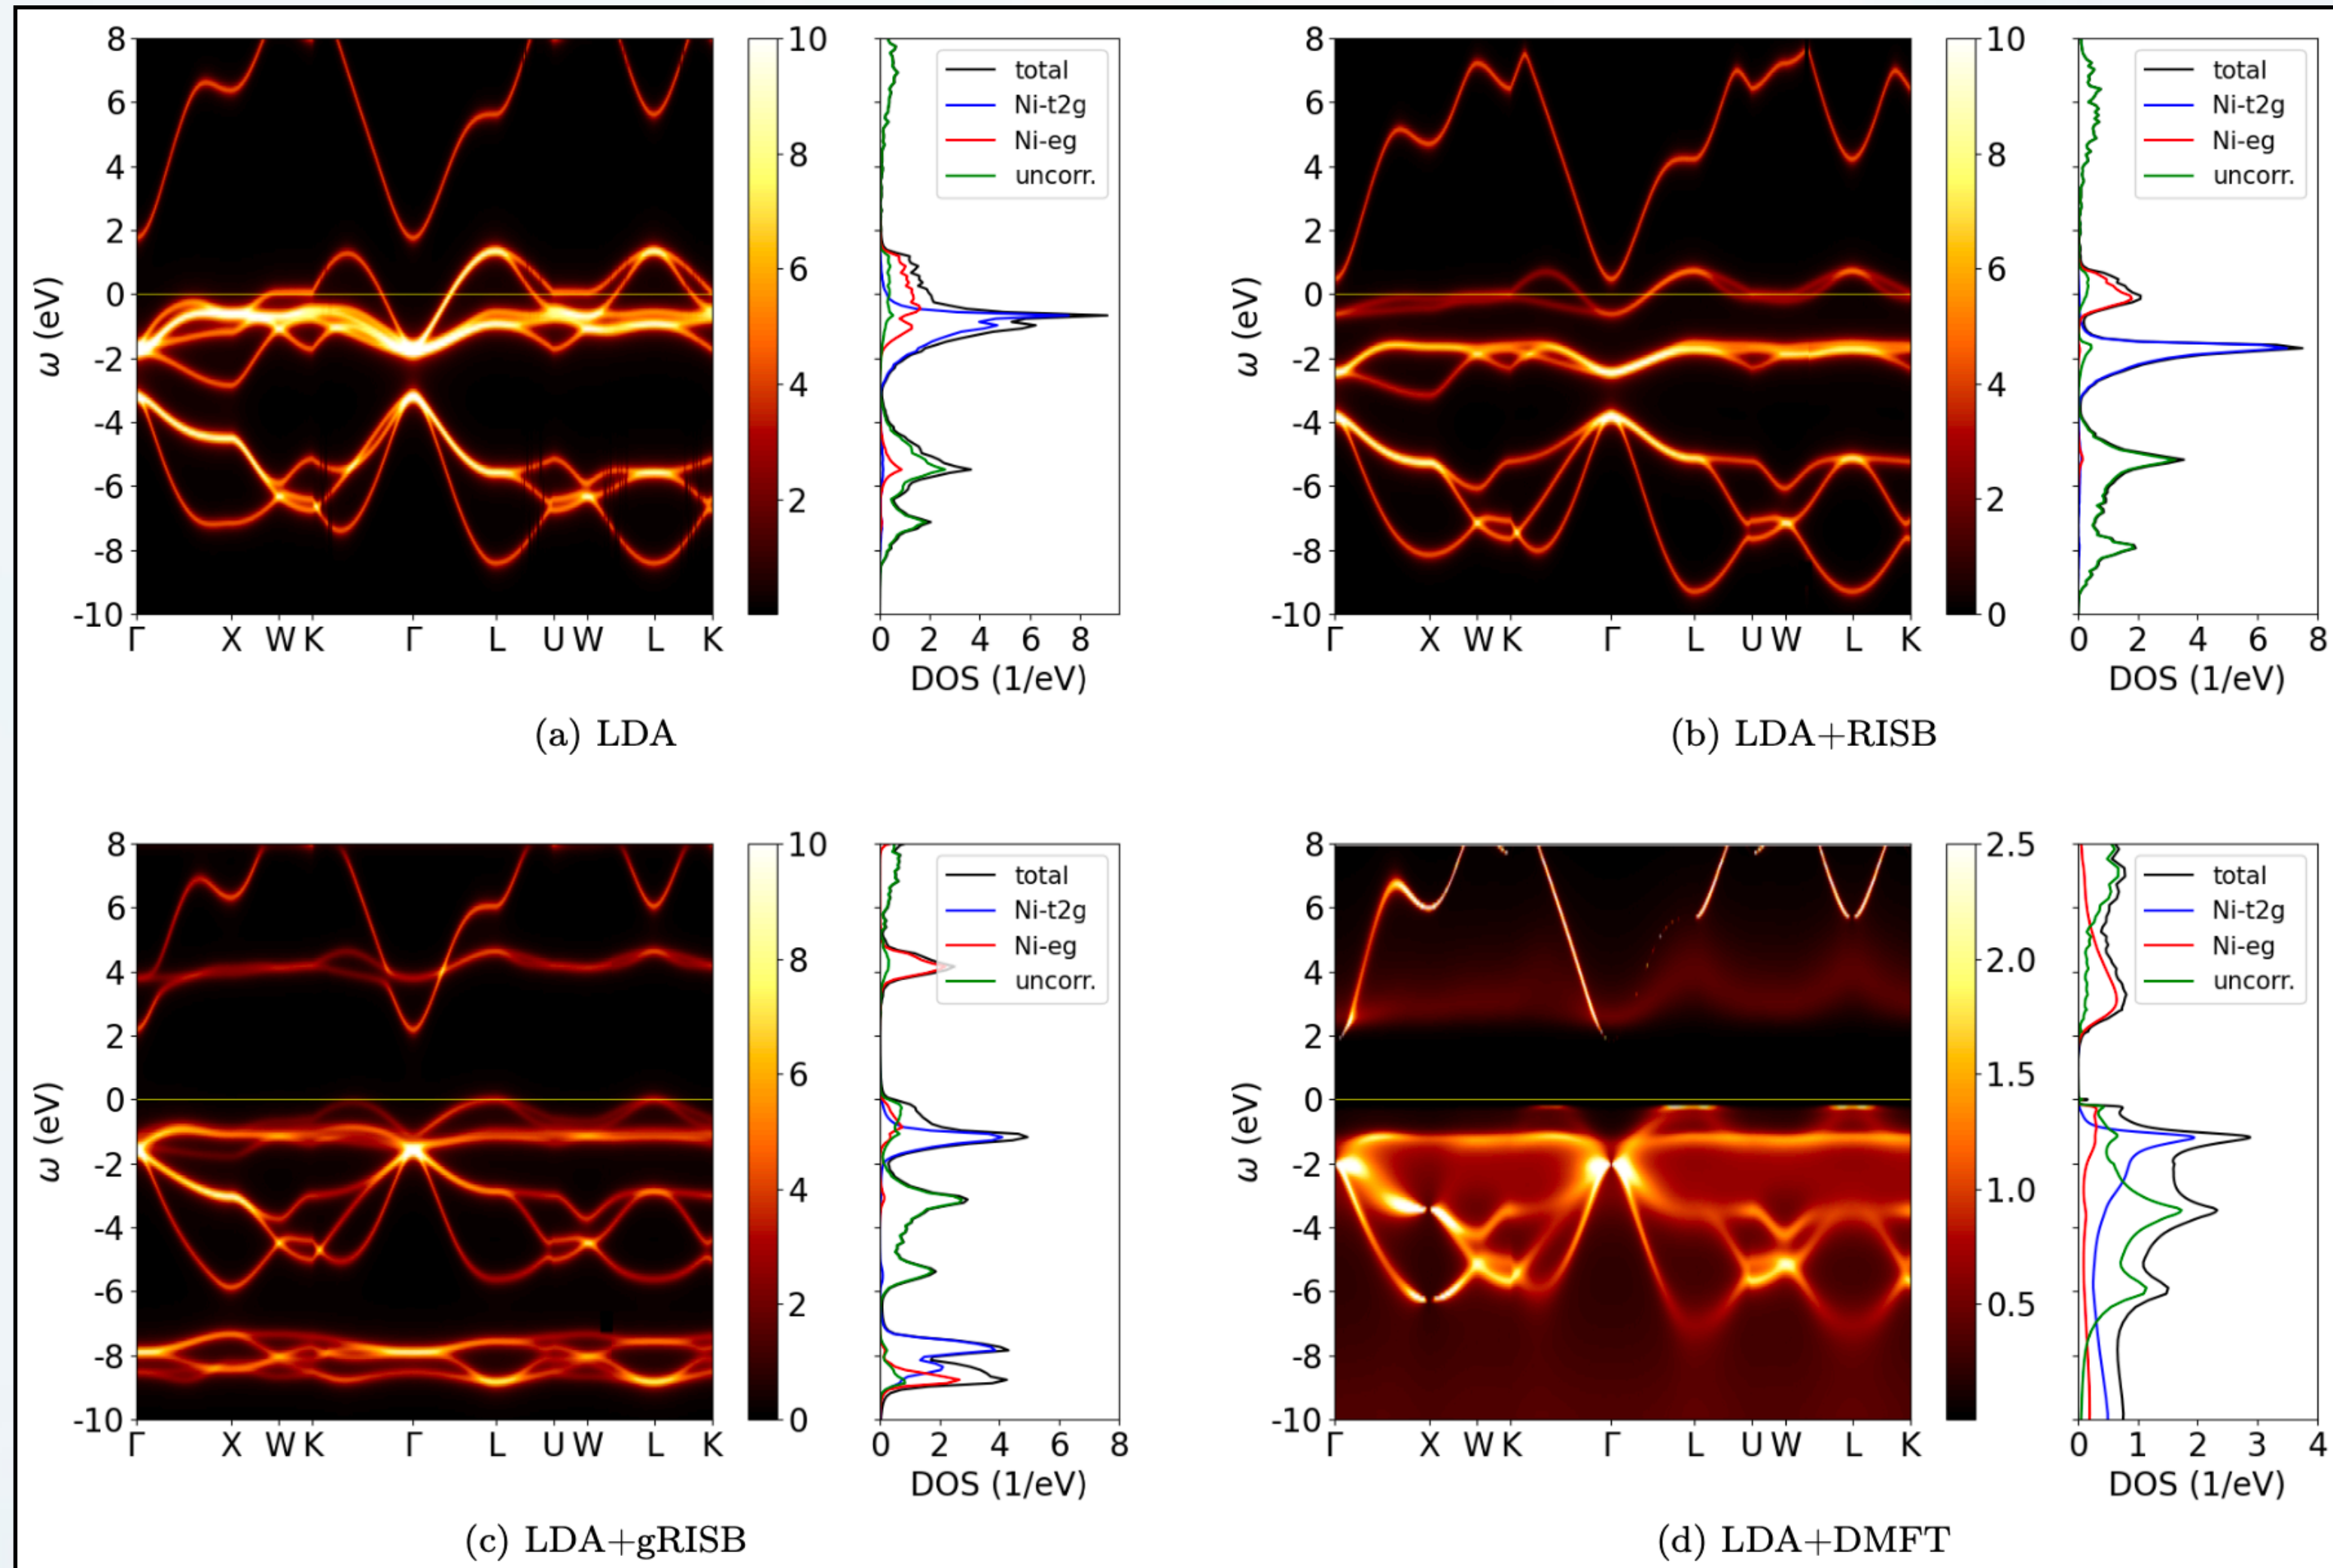 8
6
4
2
0
-2
-4
-6
-8
-10
ω (eV)
Γ X W K Γ L U W L K
10
8
6
4
2
total
Ni-t2g
Ni-eg
uncorr.
0 2 4 6 8
DOS (1/eV)
(a) LDA
8
6
4
2
0
-2
-4
-6
-8
-10
ω (eV)
Γ X W K Γ L U W L K
10
8
6
4
2
0
total
Ni-t2g
Ni-eg
uncorr.
0 2 4 6 8
DOS (1/eV)
(b) LDA+RISB
8
6
4
2
0
-2
-4
-6
-8
-10
ω (eV)
Γ X W K Γ L U W L K
10
8
6
4
2
0
total
Ni-t2g
Ni-eg
uncorr.
0 2 4 6 8
DOS (1/eV)
(c) LDA+gRISB
8
6
4
2
0
-2
-4
-6
-8
-10
ω (eV)
Γ X W K Γ L U W L K
2.5
2.0
1.5
1.0
0.5
total
Ni-t2g
Ni-eg
uncorr.
0 1 2 3 4
DOS (1/eV)
(d) LDA+DMFT